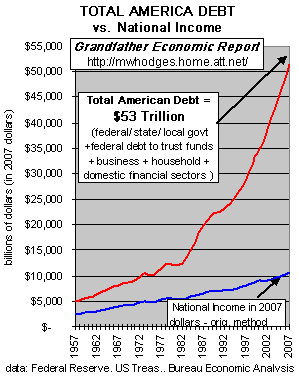 TOTAL AMERICA DEBT
vs. National Income
Grandfather Economic Report
http://mwhodges.home.att.net/
Total American Debt =
$53 Trillion
(federal/ state/ local govt
+federal debt to trust funds
+ business + household +
domestic financial sectors )
billions of dollars (in 2007 dollars)
$55,000
$50,000
$45,000
$40,000
$35,000
$30,000
$25,000
$20,000
$15,000
$10,000
$5,000
$-
National Income in 2007
dollars - orig. method
1957
1962
1967
1972
1977
1982
1987
1992
1997
2002
2007
data: Federal Reserve. US Treas.. Bureau Economic Analysis